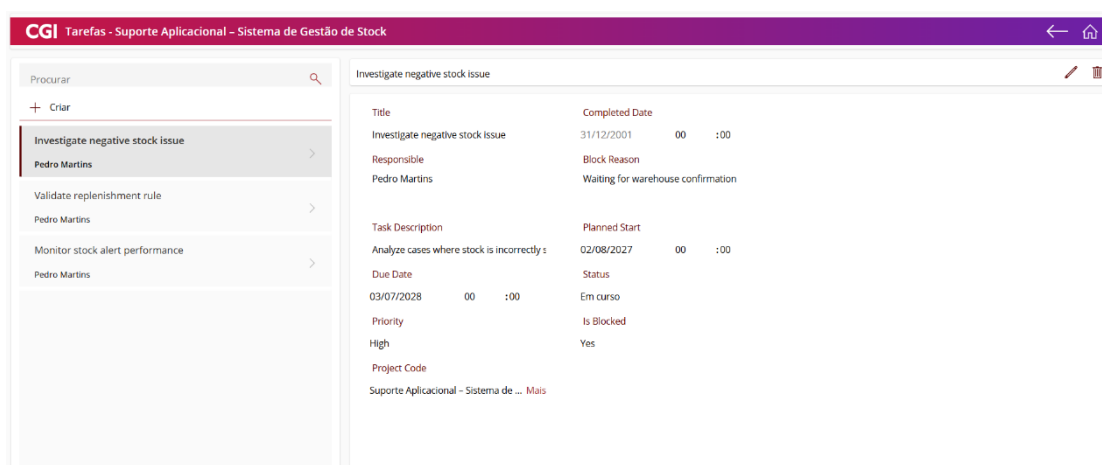 CGI Tarefas - Suporte Aplicacional – Sistema de Gestão de Stock
Procurar
Criar
Investigate negative stock issue
Pedro Martins
Validate replenishment rule
Pedro Martins
Monitor stock alert performance
Pedro Martins
Investigate negative stock issue
Title
Completed Date
Investigate negative stock issue
31/12/2001 00 :00
Responsible
Block Reason
Pedro Martins
Waiting for warehouse confirmation
Task Description
Planned Start
Analyze cases where stock is incorrectly s
02/08/2027 00 :00
Due Date
Status
03/07/2028 00 :00
Em curso
Priority
Is Blocked
High
Yes
Project Code
Suporte Aplicacional – Sistema de ... Mais